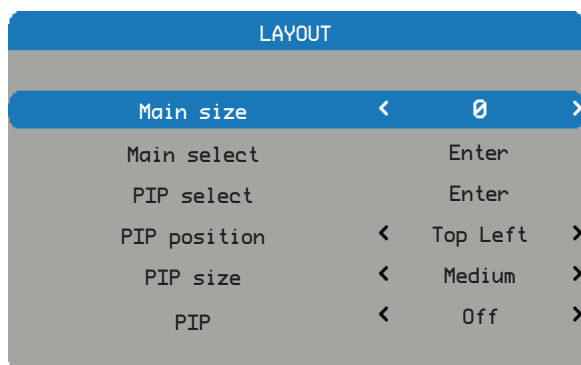 LAYOUT
Main size < 0 >
Main select Enter
PIP select Enter
PIP position < Top Left >
PIP size < Medium >
PIP < Off >